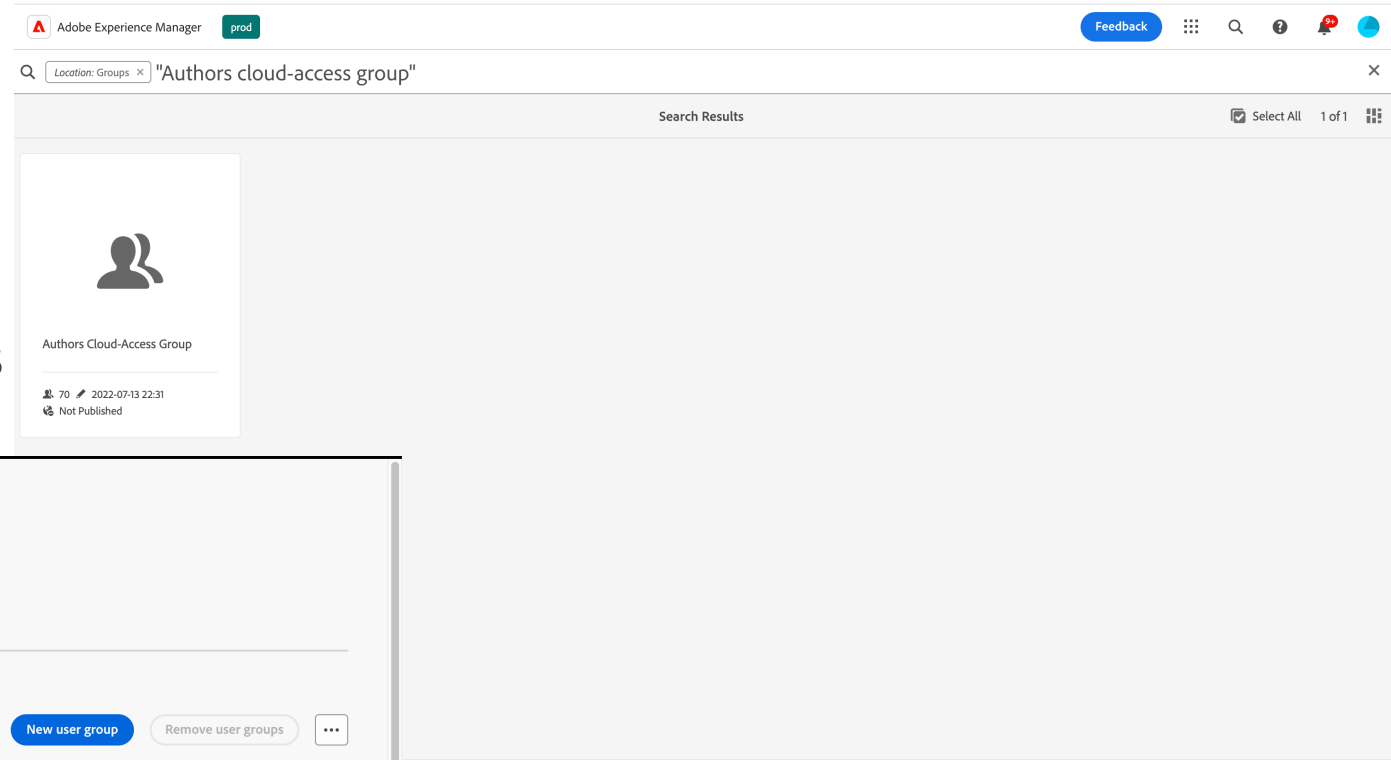 Adobe Experience Manager prod Feedback 9+
Location: Groups × "Authors cloud-access group"
Search Results Select All 1 of 1
Authors Cloud-Access Group
70 2022-07-13 22:31
Not Published
New user group Remove user groups ...